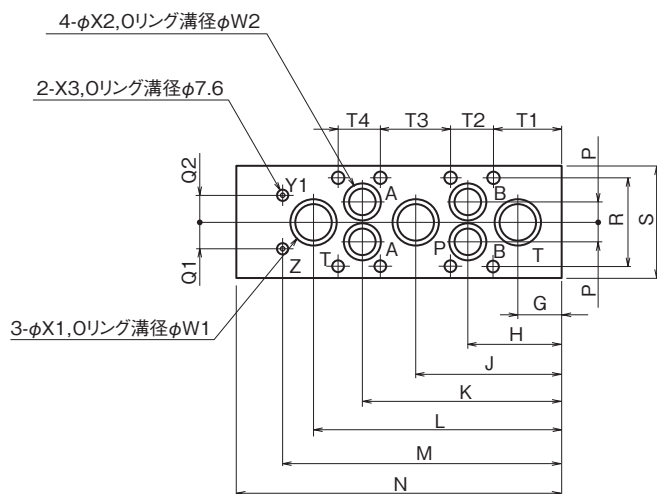 4-φX2,Oリング溝径φW2
2-X3,Oリング溝径φ7.6
T4
T3
T2
T1
P
Q2
Y1
A
B
R
S
Q1
Z
T
A
P
B
T
P
G
3-φX1,Oリング溝径φW1
H
J
K
L
M
N